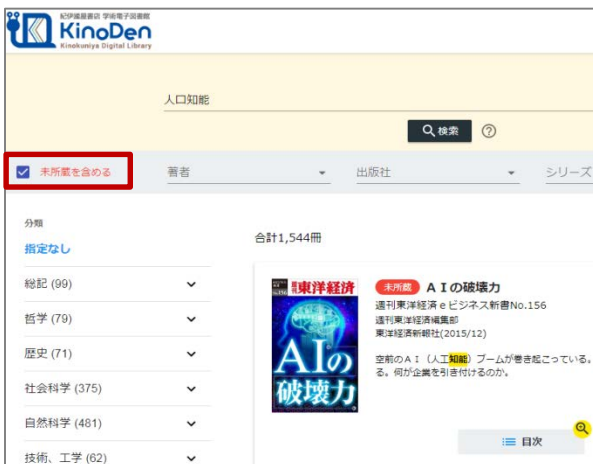 紀伊國屋書店 学術電子図書館
KinoDen
Kinokuniya Digital Library
人口知能
検索
未所蔵を含める
著者
出版社
シリーズ
分類
指定なし
合計1,544冊
総記 (99)
哲学 (79)
歴史 (71)
社会科学 (375)
自然科学 (481)
技術、工学 (62)
東洋経済
AIの
破壊力
未所蔵 AIの破壊力
週刊東洋経済eビジネス新書No.156
週刊東洋経済編集部
東洋経済新報社(2015/12)
空前のAI（人工知能）ブームが巻き起こっている。
る。何が企業を引き付けるのか。
目次